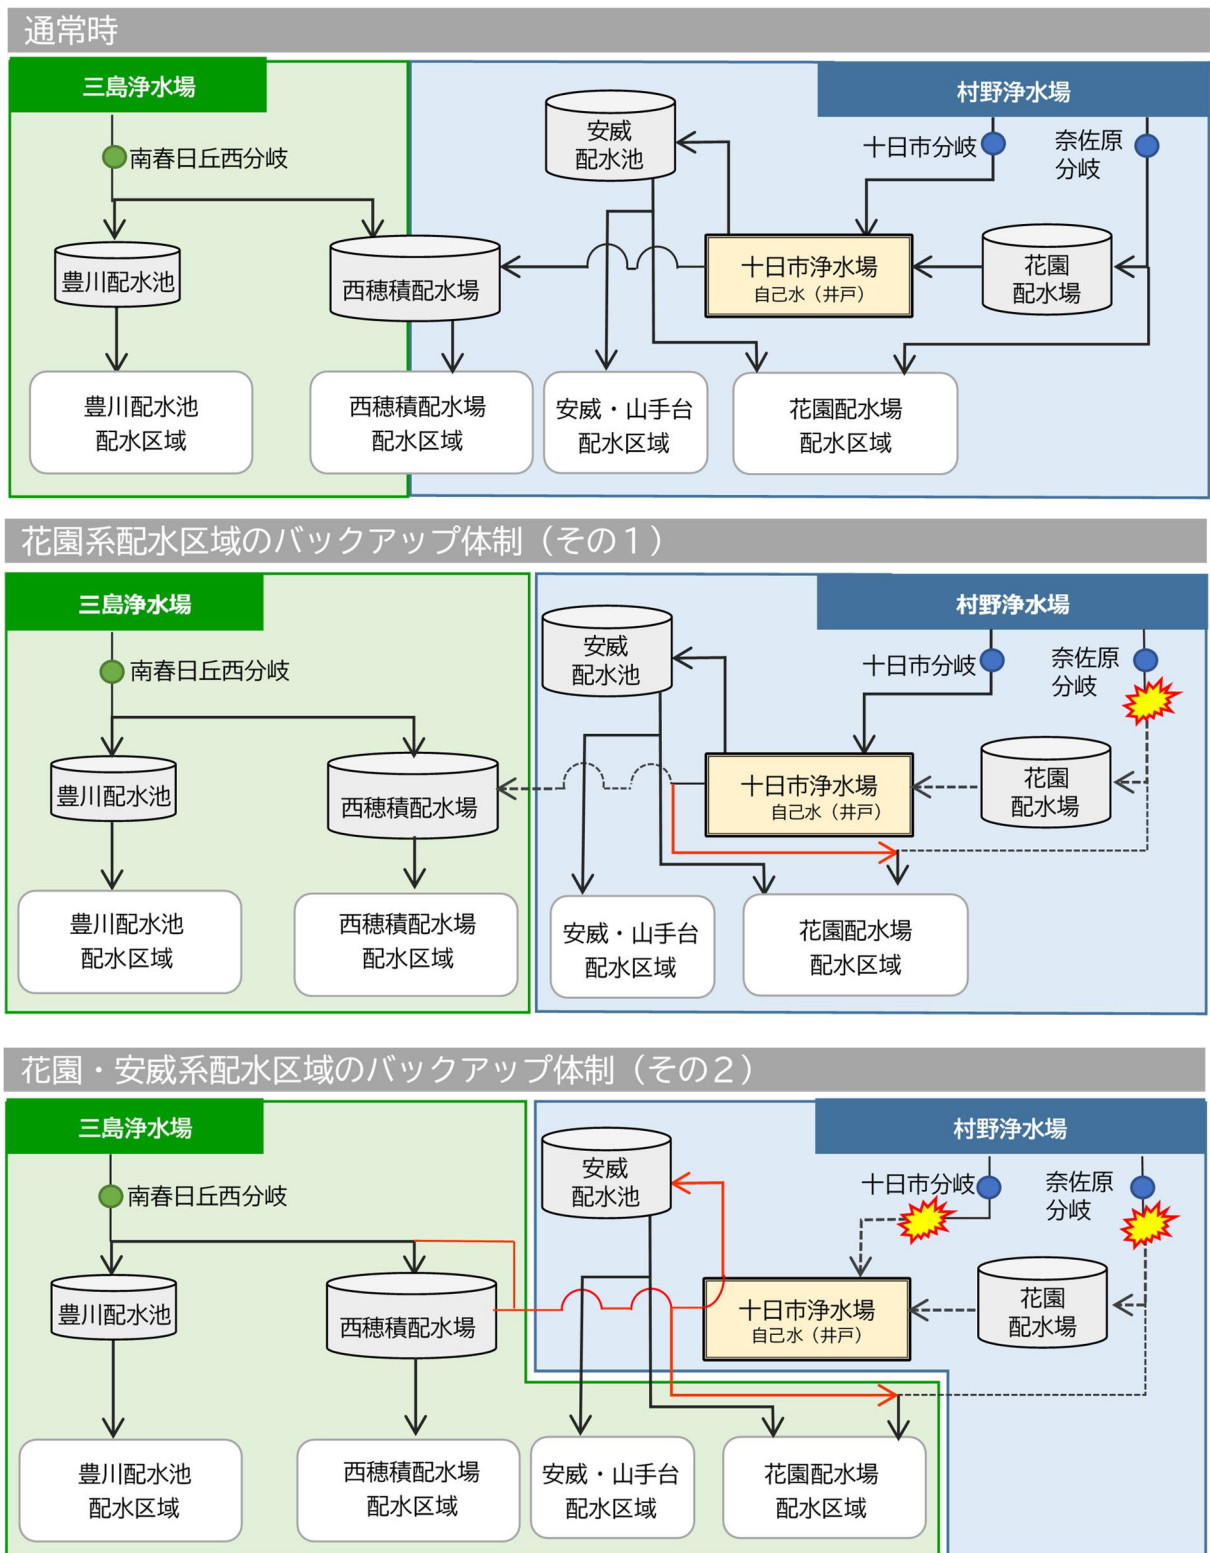 通常時
三島浄水場
村野浄水場
南春日丘西分岐
安威
配水池
十日市分岐
奈佐原
分岐
豊川配水池
西穂積配水場
十日市浄水場
自己水（井戸）
花園
配水場
豊川配水池
配水区域
西穂積配水場
配水区域
安威・山手台
配水区域
花園配水場
配水区域
花園系配水区域のバックアップ体制（その１）
三島浄水場
村野浄水場
南春日丘西分岐
安威
配水池
十日市分岐
奈佐原
分岐
豊川配水池
西穂積配水場
十日市浄水場
自己水（井戸）
花園
配水場
豊川配水池
配水区域
西穂積配水場
配水区域
安威・山手台
配水区域
花園配水場
配水区域
花園・安威系配水区域のバックアップ体制（その２）
三島浄水場
村野浄水場
南春日丘西分岐
安威
配水池
十日市分岐
奈佐原
分岐
豊川配水池
西穂積配水場
十日市浄水場
自己水（井戸）
花園
配水場
豊川配水池
配水区域
西穂積配水場
配水区域
安威・山手台
配水区域
花園配水場
配水区域